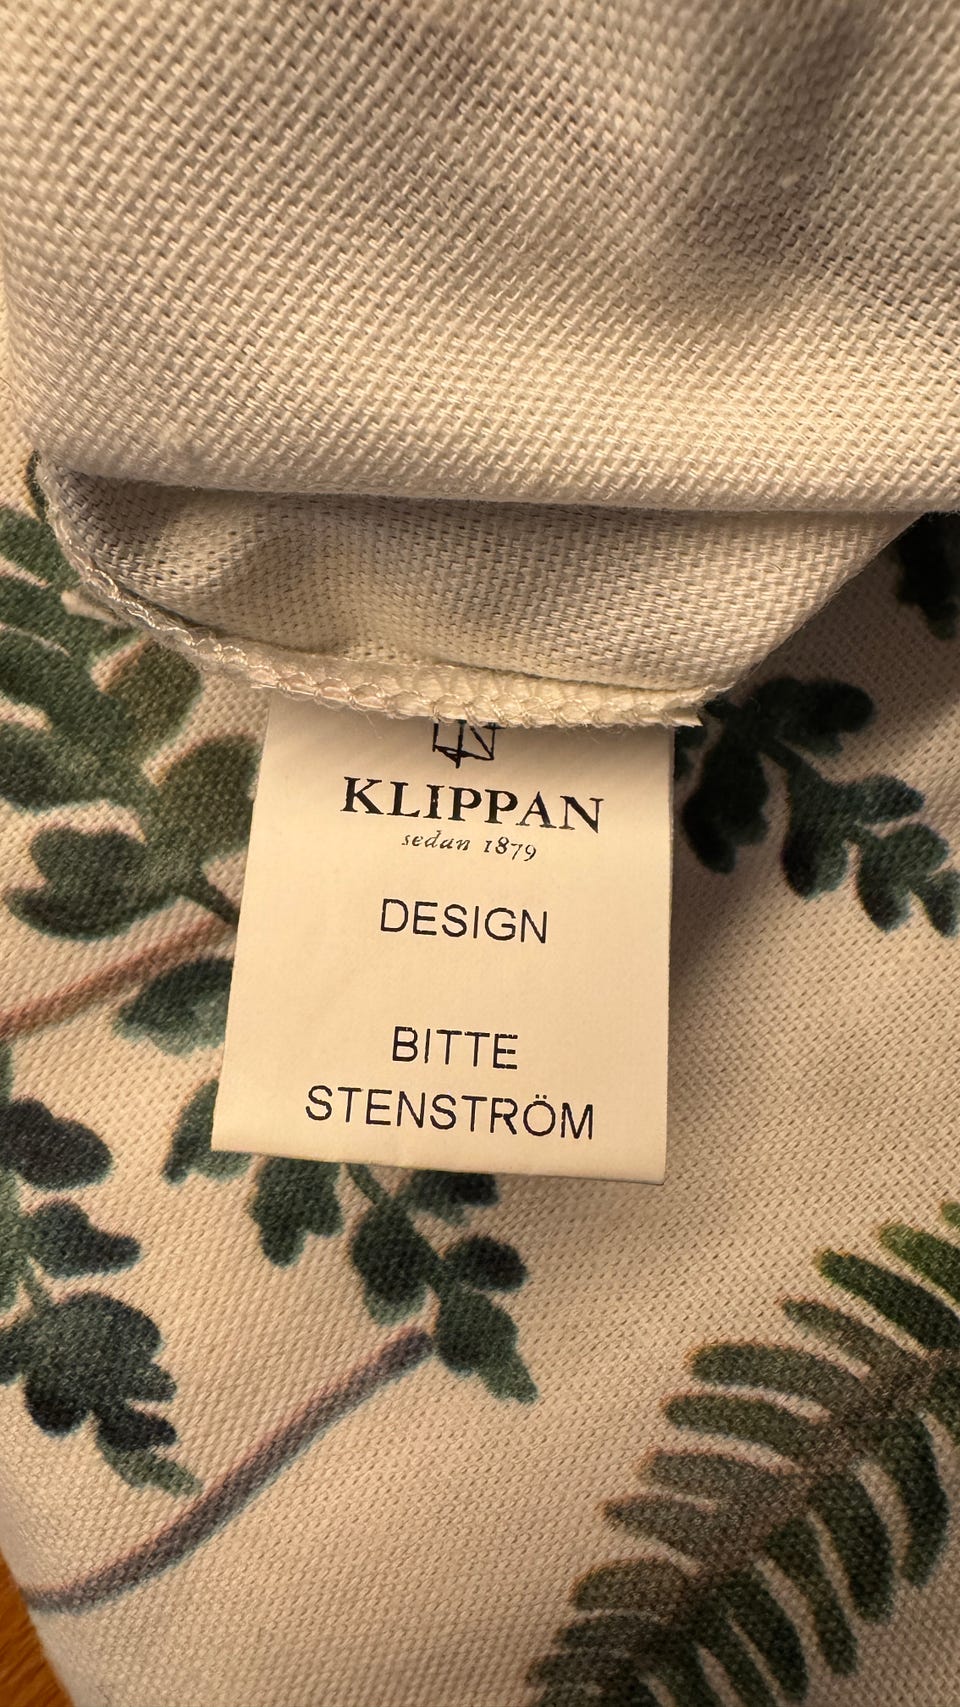 KLIPPAN
sedan 1879
DESIGN
BITTE
STENSTRÖM